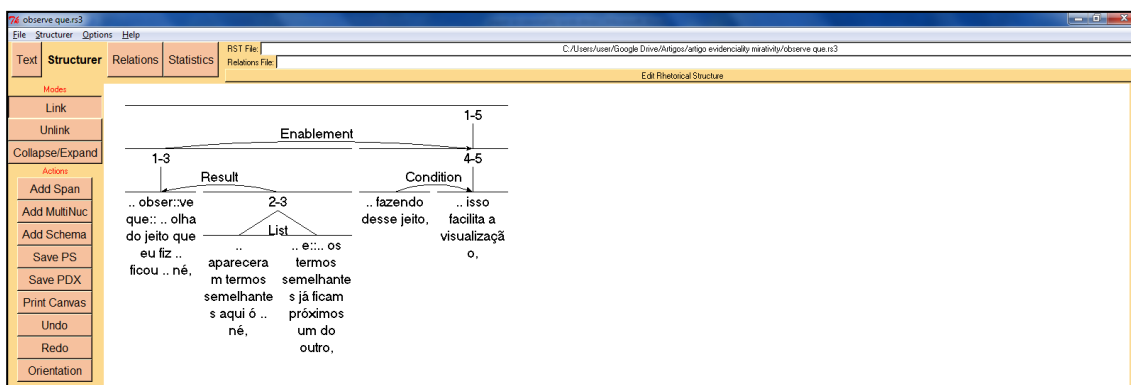 observe que.rs3
File Structurer Options Help
Text Structurer Relations Statistics
RST File: C:/Users/user/Google Drive/Artigos/artigo evidenciality mirativity/observe que.rs3
Relations File:
Edit Rhetorical Structure
Modes
Link
Unlink
Collapse/Expand
Actions
Add Span
Add MultiNuc
Add Schema
Save PS
Save PDX
Print Canvas
Undo
Redo
Orientation
1-5
Enablement
1-3
4-5
Result
Condition
.. obser::ve
que:: .. olha
do jeito que
eu fiz ..
ficou .. né,
2-3
List
..
aparecera
m termos
semelhante
s aqui ó ..
né,
.. e::.. os
termos
semelhante
s já ficam
próximos
um do
outro,
.. fazendo
desse jeito,
.. isso
facilita a
visualizaçã
o,